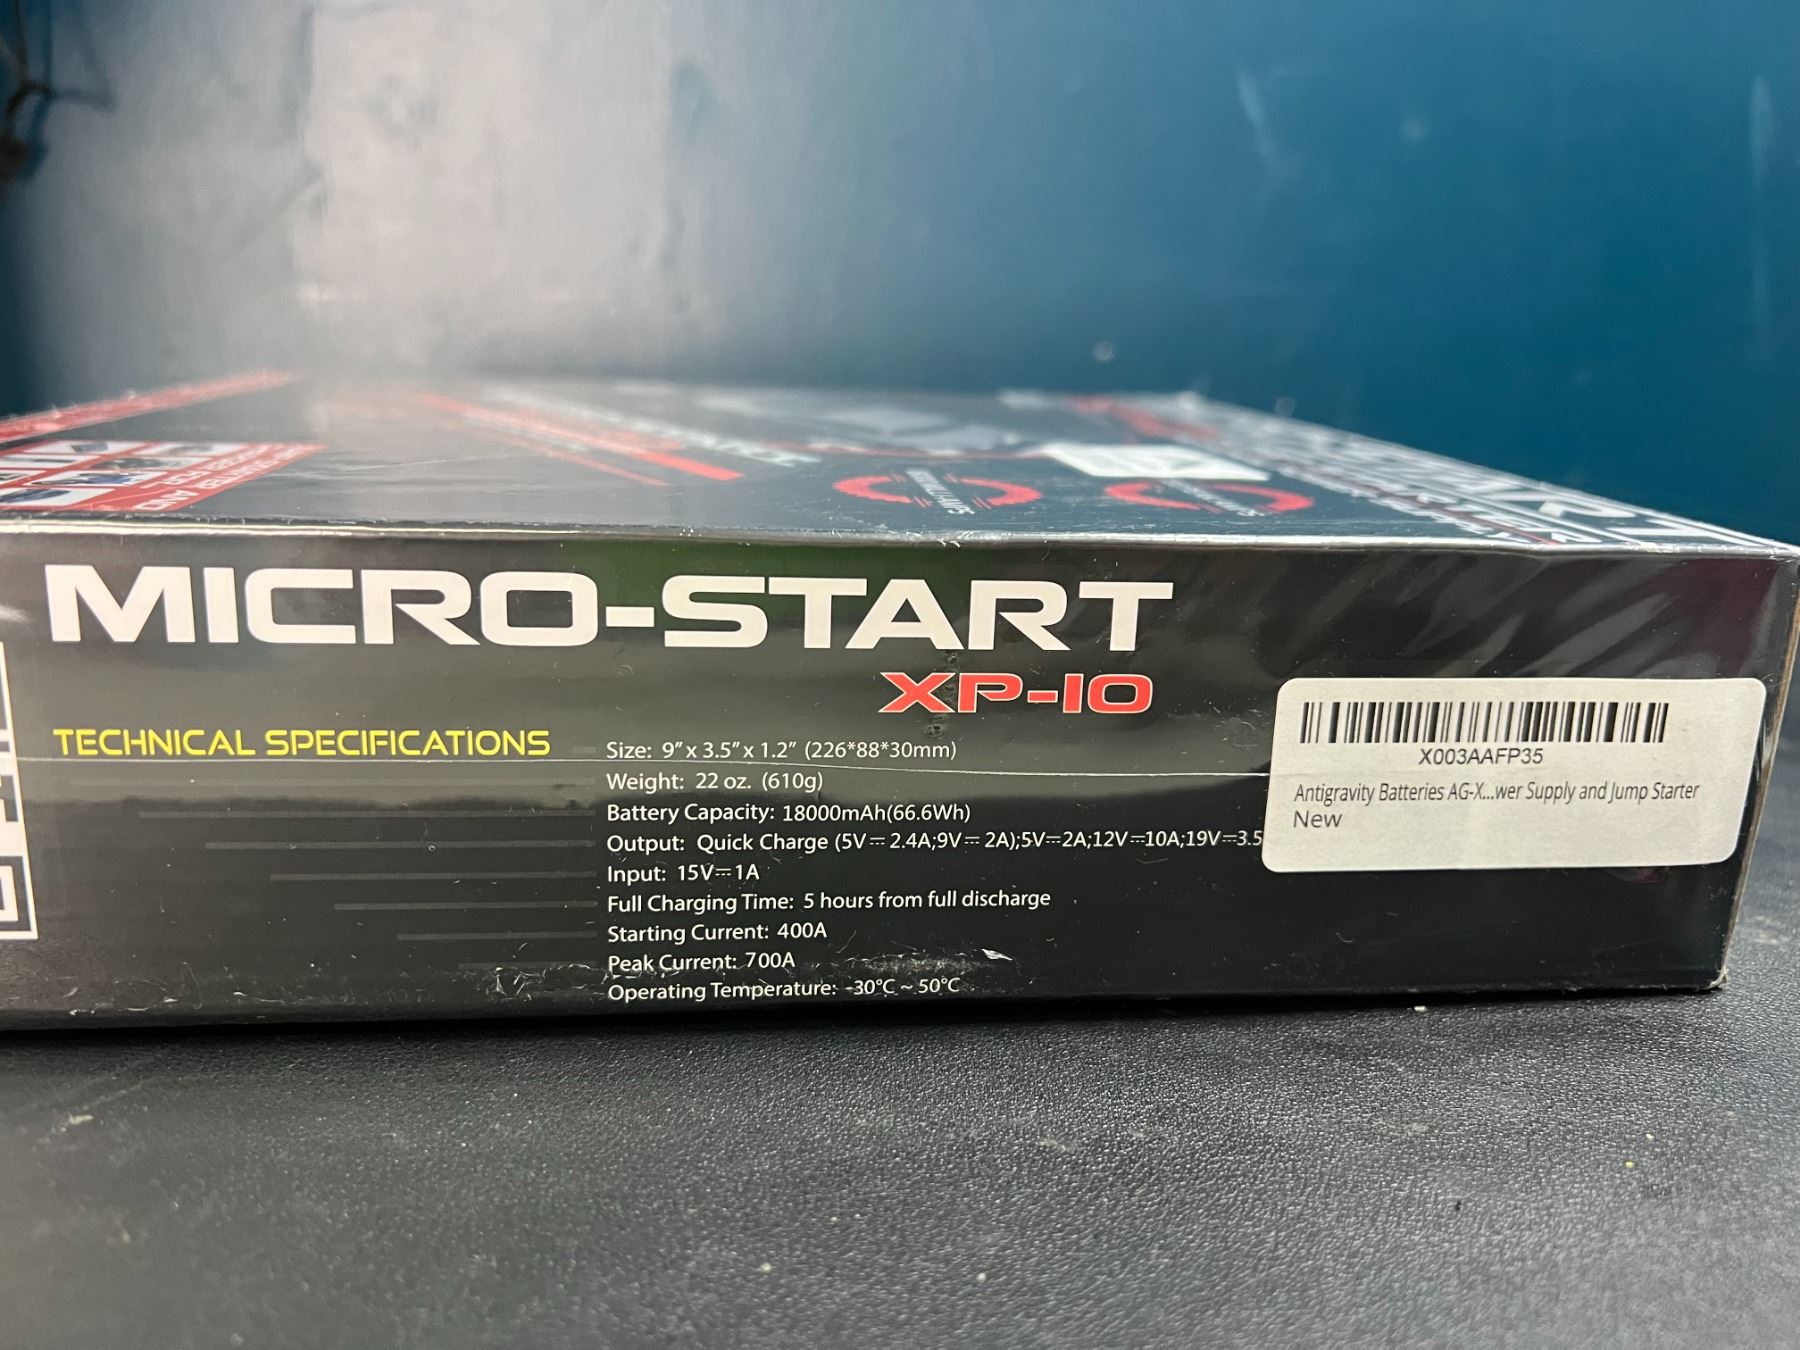 MICRO-START
XP-10
TECHNICAL SPECIFICATIONS
Size: 9" x 3.5" x 1.2" (226*88*30mm)
Weight: 22 oz. (610g)
Battery Capacity: 18000mAh(66.6Wh)
Output: Quick Charge (5V⎓2.4A;9V⎓2A);5V⎓2A;12V⎓10A;19V⎓3.5
Input: 15V⎓1A
Full Charging Time: 5 hours from full discharge
Starting Current: 400A
Peak Current: 700A
Operating Temperature: -30°C ~ 50°C
X003AAFP35
Antigravity Batteries AG-X...wer Supply and Jump Starter
New